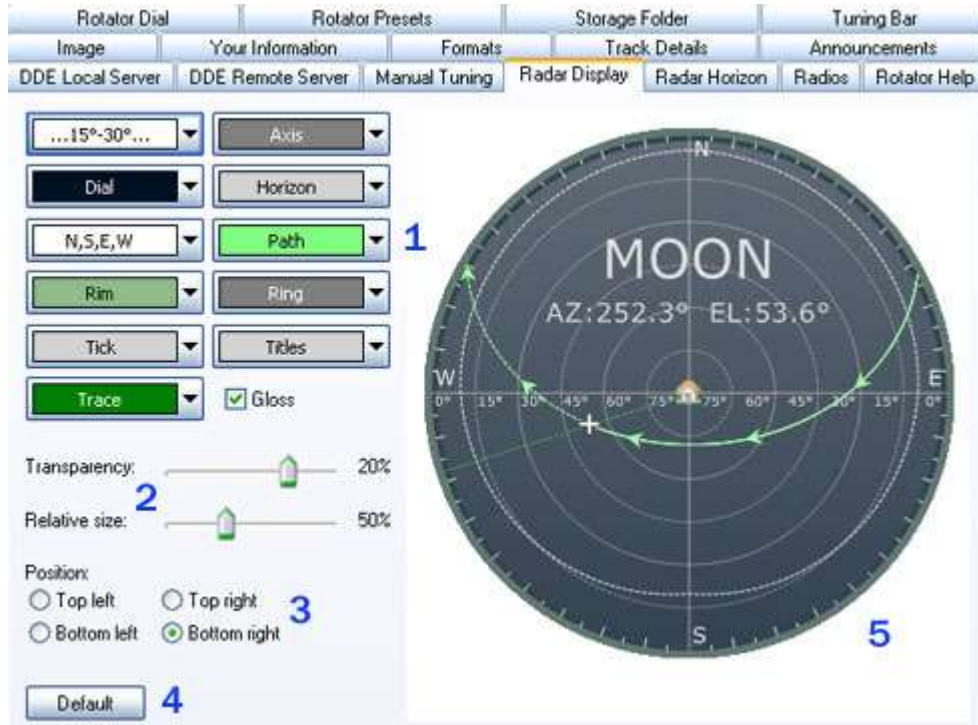 Rotator Dial Rotator Presets Storage Folder Tuning Bar
Image Your Information Formats Track Details Announcements
DDE Local Server DDE Remote Server Manual Tuning Radar Display Radar Horizon Radios Rotator Help
...15°-30°... Axis
Dial Horizon
N,S,E,W Path 1
Rim Ring
Tick Titles
Trace Gloss
Transparency: 20%
2
Relative size: 50%
Position:
Top left Top right
3
Bottom left Bottom right
Default 4
N
MOON
AZ:252.3° EL:53.6°
W E
0° 15° 30° 45° 60° 75° 75° 60° 45° 30° 15° 0°
S
5